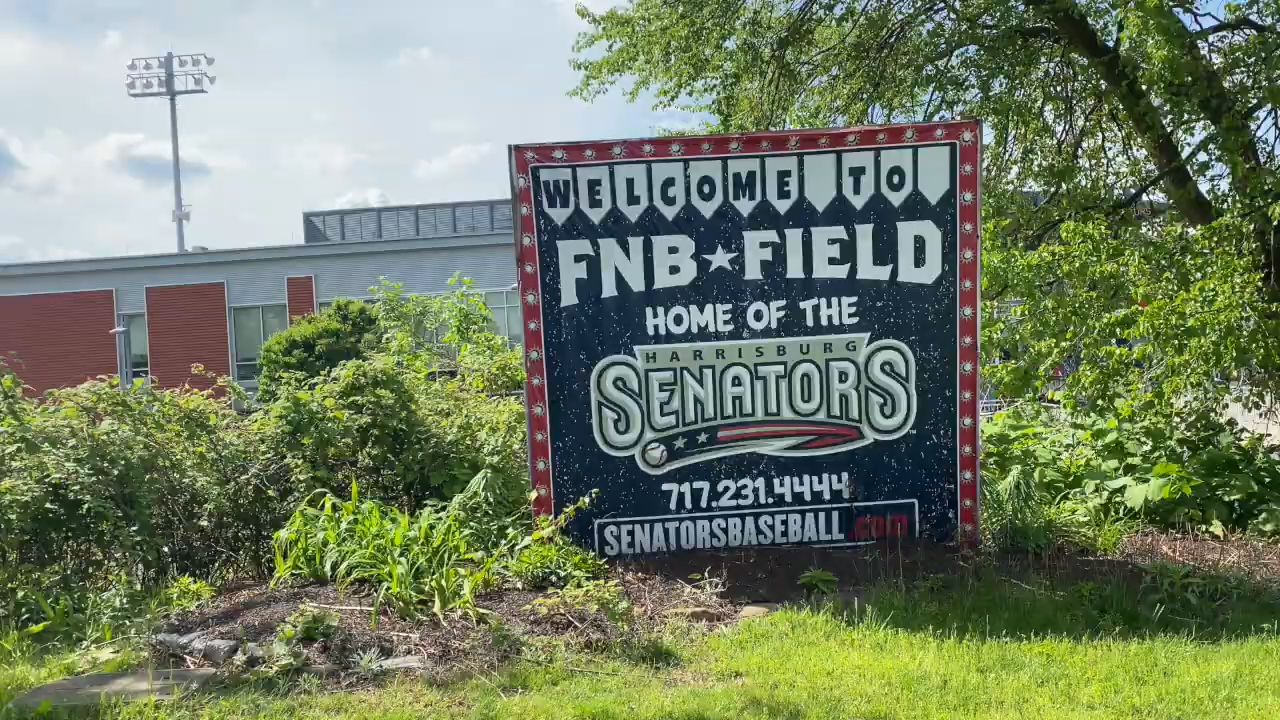 WELCOME TO
FNB★FIELD
HOME OF THE
HARRISBURG
SENATORS
717.231.4444
SENATORSBASEBALL.com